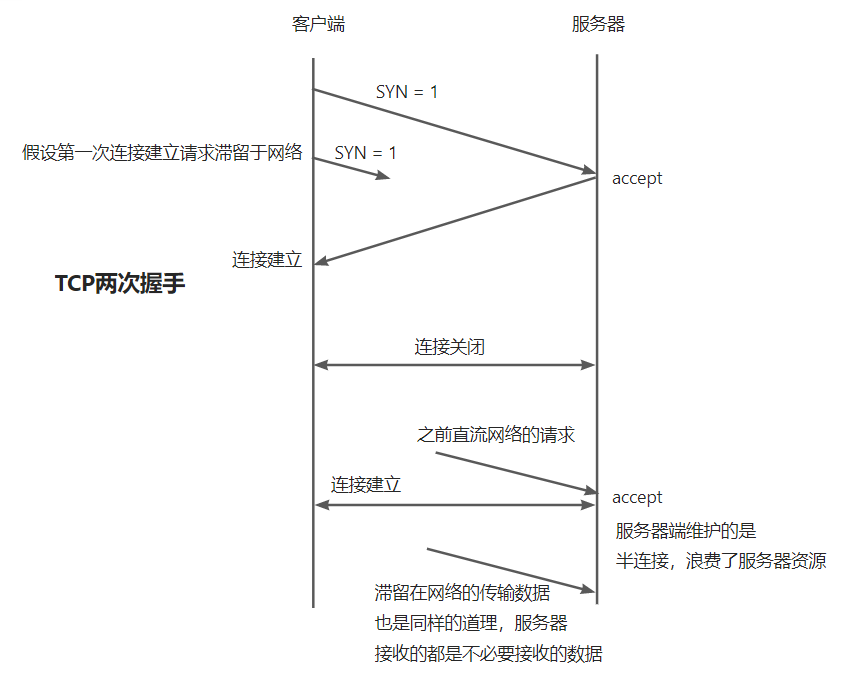 客户端
服务器
SYN = 1
假设第一次连接建立请求滞留于网络
SYN = 1
accept
连接建立
TCP两次握手
连接关闭
之前直流网络的请求
连接建立
accept
服务器端维护的是
半连接，浪费了服务器资源
滞留在网络的传输数据
也是同样的道理，服务器
接收的都是不必要接收的数据